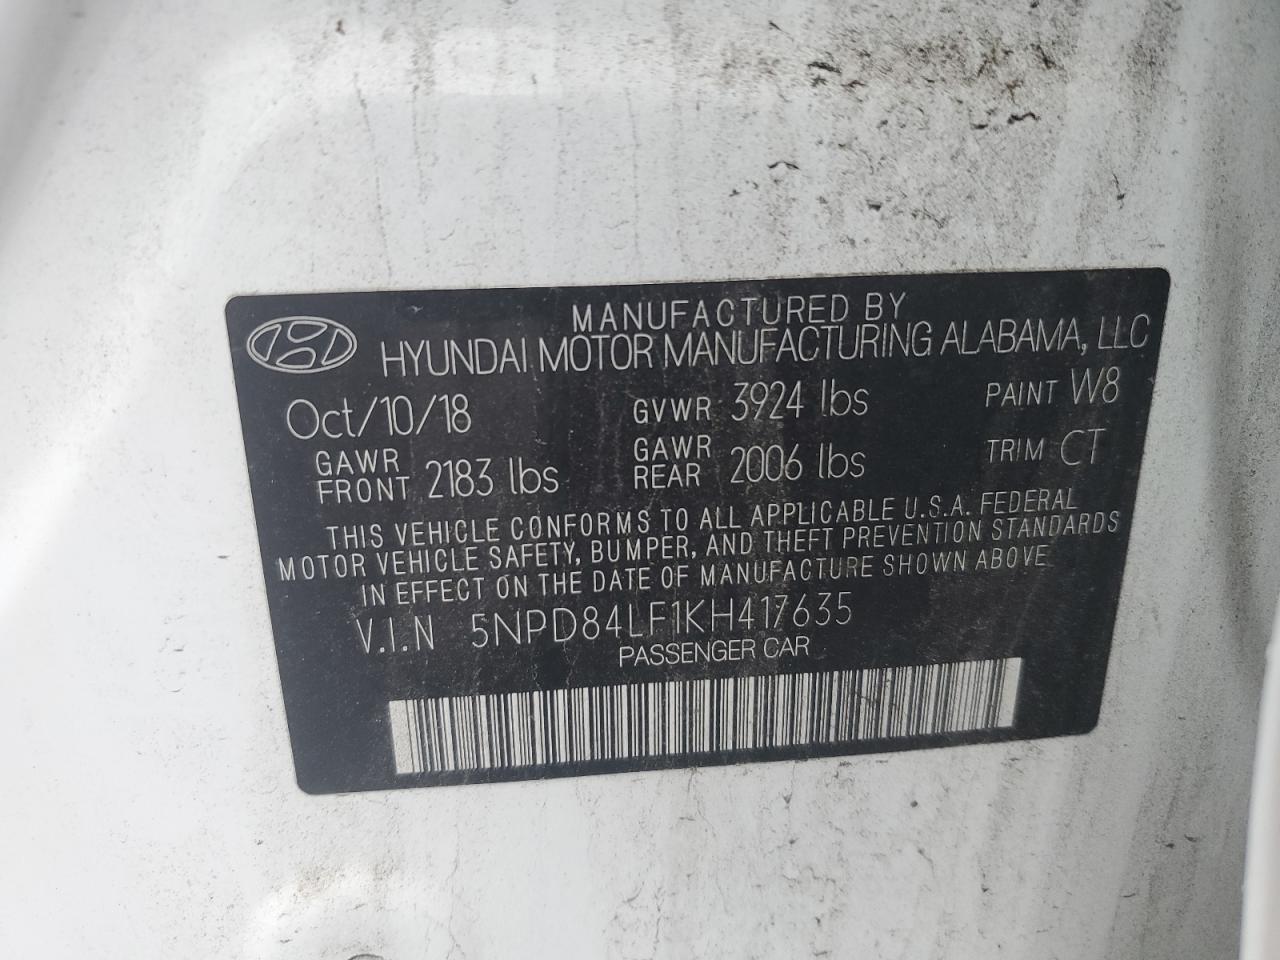 MANUFACTURED BY
HYUNDAI MOTOR MANUFACTURING ALABAMA, LLC
Oct/10/18 GVWR 3924 lbs PAINT W8
GAWR FRONT 2183 lbs GAWR REAR 2006 lbs TRIM CT
THIS VEHICLE CONFORMS TO ALL APPLICABLE U.S.A. FEDERAL
MOTOR VEHICLE SAFETY, BUMPER, AND THEFT PREVENTION STANDARDS
IN EFFECT ON THE DATE OF MANUFACTURE SHOWN ABOVE
V.I.N 5NPD84LF1KH417635
PASSENGER CAR